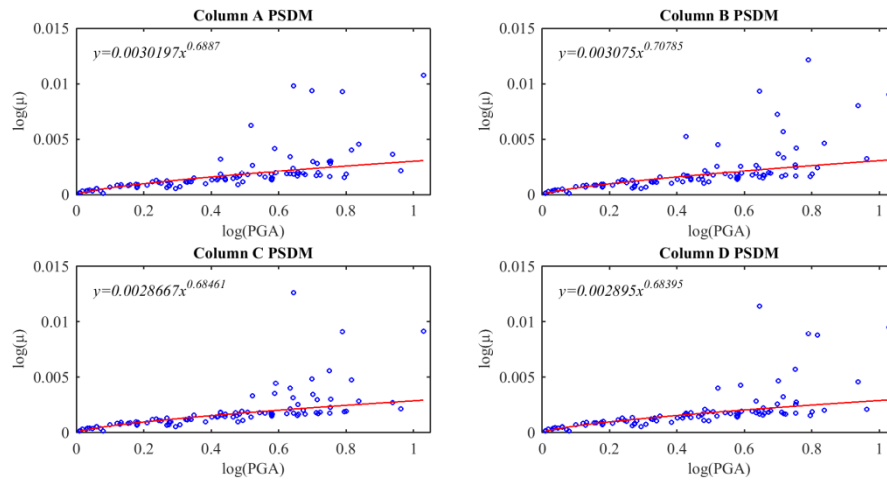 Column A PSDM
y=0.0030197x^0.6887
0.015
0.01
0.005
0
log(μ)
0 0.2 0.4 0.6 0.8 1
log(PGA)
Column B PSDM
y=0.003075x^0.70785
0.015
0.01
0.005
0
log(μ)
0 0.2 0.4 0.6 0.8 1
log(PGA)
Column C PSDM
y=0.0028667x^0.68461
0.015
0.01
0.005
0
log(μ)
0 0.2 0.4 0.6 0.8 1
log(PGA)
Column D PSDM
y=0.002895x^0.68395
0.015
0.01
0.005
0
log(μ)
0 0.2 0.4 0.6 0.8 1
log(PGA)